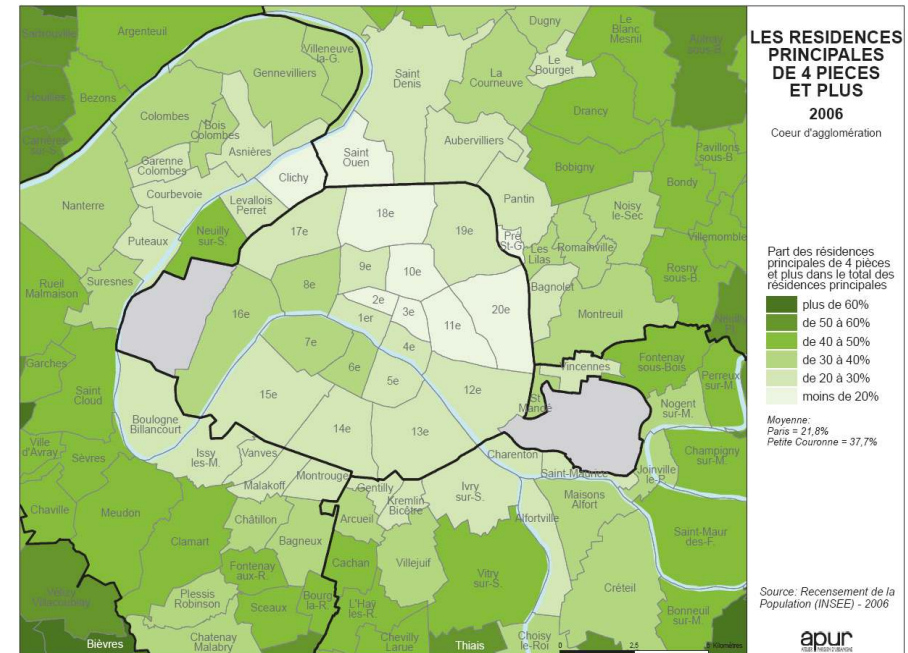 LES RESIDENCES
PRINCIPALES
DE 4 PIECES
ET PLUS
2006
Coeur d'agglomération
Part des résidences
principales de 4 pièces
et plus dans le total des
résidences principales
plus de 60%
de 50 à 60%
de 40 à 50%
de 30 à 40%
de 20 à 30%
moins de 20%
Moyenne:
Paris = 21,8%
Petite Couronne = 37,7%
Source: Recensement de la
Population (INSEE) - 2006
apur
Argenteuil
Villeneuve
la-G.
Gennevilliers
Bezons
Colombes
Bois
Colombes
Asnières
Garenne
Colombes
Courbevoie
Nanterre
Clichy
Levallois
Perret
Neuilly
sur-S.
Puteaux
Suresnes
Rueil
Malmaison
Garches
Saint
Cloud
Saint
Denis
Saint
Ouen
Dugny
Le
Bourget
Le
Blanc
Mesnil
La
Courneuve
Drancy
Aubervilliers
Bobigny
Pavillons
sous-B.
Bondy
Pantin
Noisy
le-Sec
Pré
St-G.
Les
Lilas
Romainville
Villemomble
Rosny
sous-B.
Bagnolet
Montreuil
17e
18e
19e
9e
10e
8e
2e
3e
1er
11e
20e
16e
7e
4e
6e
5e
12e
15e
14e
13e
Vincennes
St
Mandé
Fontenay
sous-Bois
Perreux
sur-M.
Nogent
sur-M.
Champigny
sur-M.
Joinville
le-P.
Charenton
Saint-Maurice
Maisons
Alfort
Saint-Maur
des-F.
Créteil
Bonneuil
sur-M.
Boulogne
Billancourt
Ville
d'Avray
Sèvres
Chaville
Meudon
Issy
les-M.
Vanves
Malakoff
Montrouge
Gentilly
Kremlin
Bicêtre
Ivry
sur-S.
Alfortville
Clamart
Châtillon
Bagneux
Arcueil
Cachan
Villejuif
Vitry
sur-S.
Fontenay
aux-R.
Plessis
Robinson
Sceaux
Bourg
la-R.
L'Haÿ
les-R.
Chatenay
Malabry
Chevilly
Larue
Bièvres
Thiais
Choisy
le-Roi
0 2,5